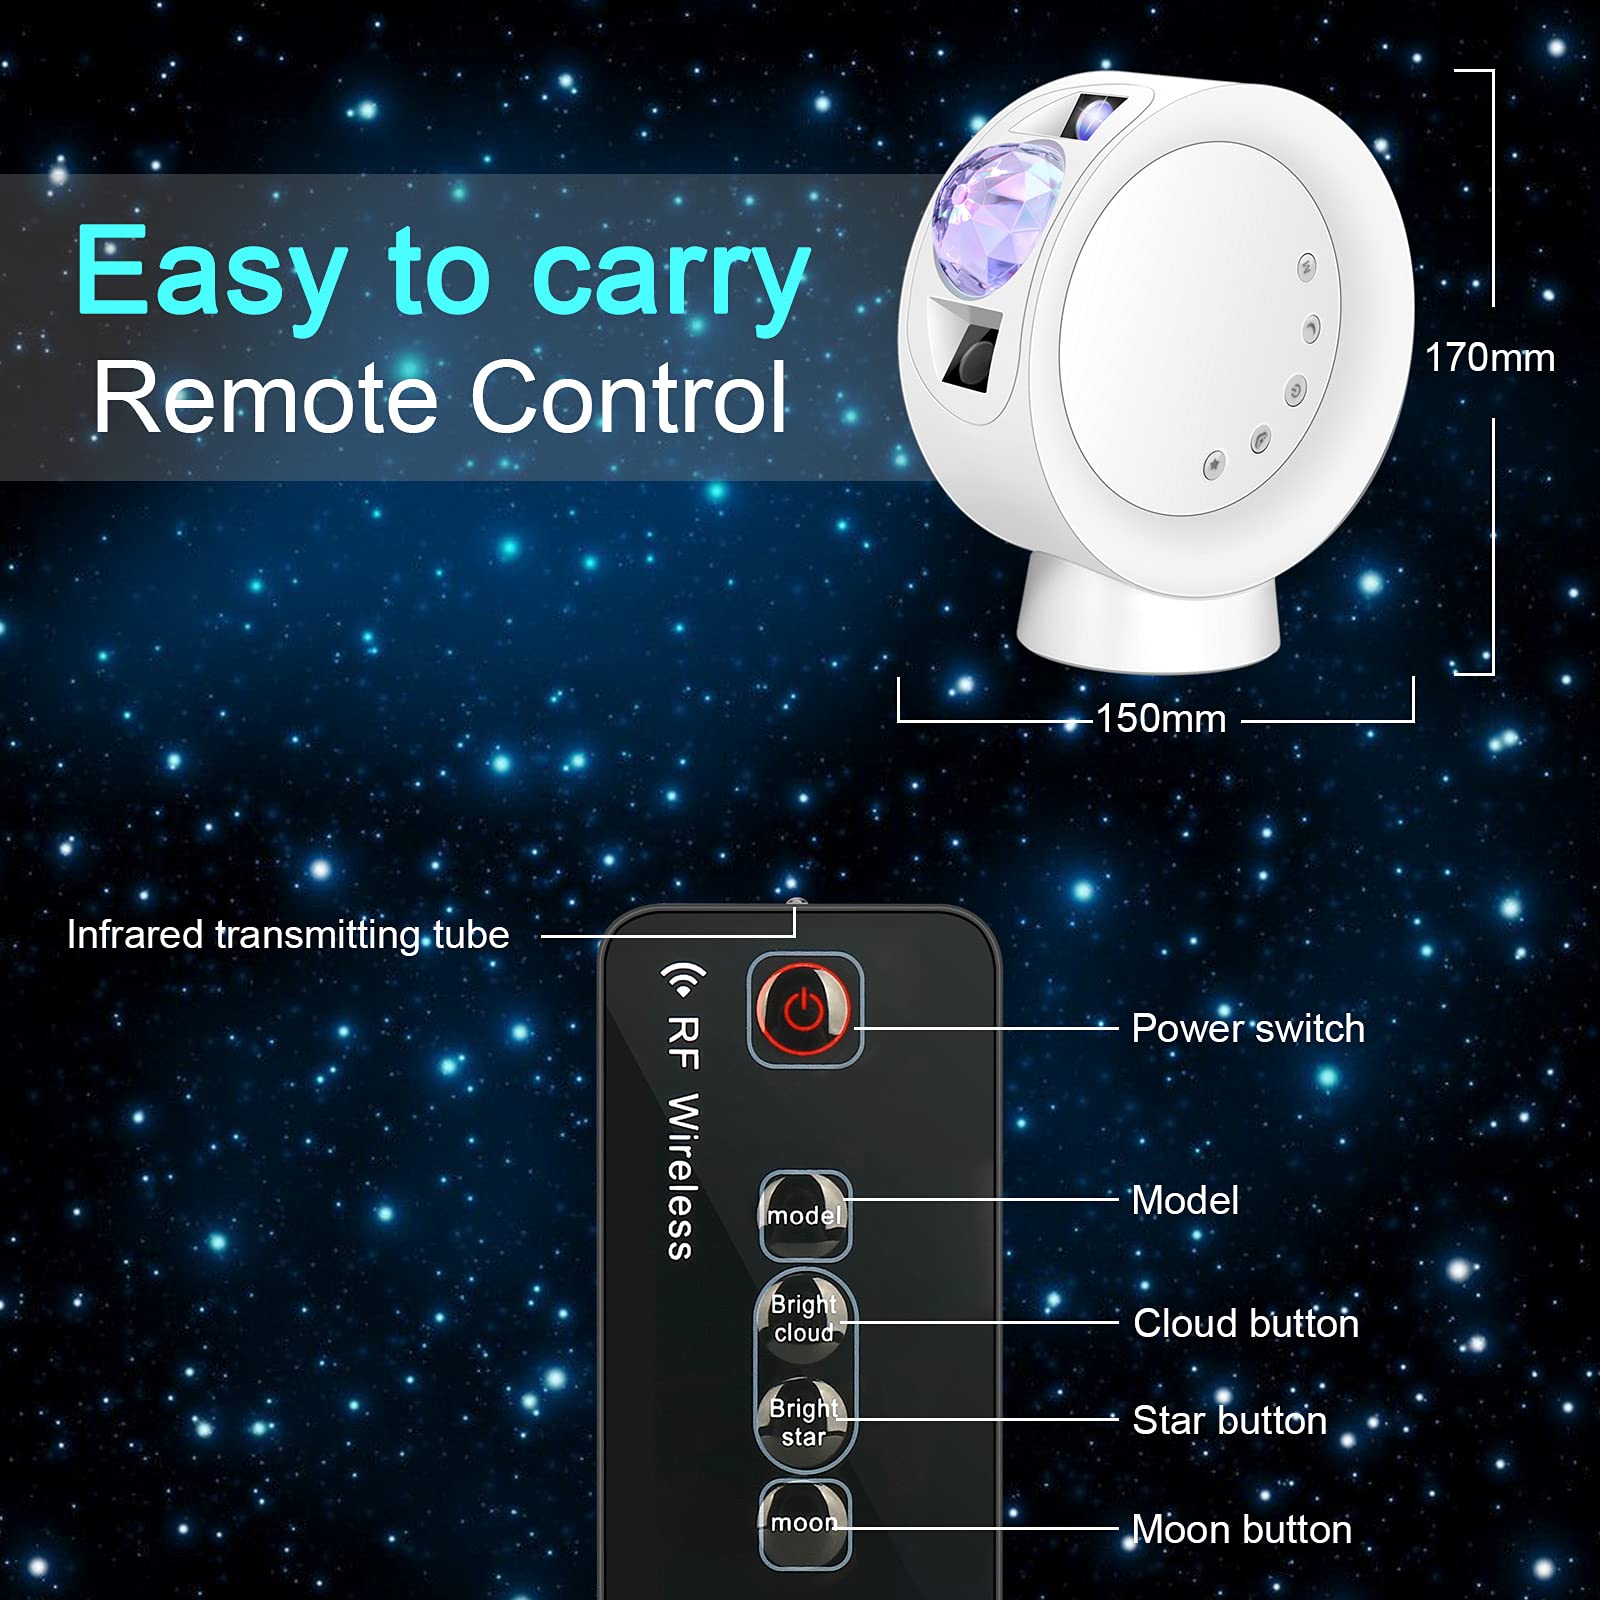 Easy to carry
Remote Control
170mm
150mm
Infrared transmitting tube
RF Wireless
Power switch
model
Model
Bright
cloud
Cloud button
Bright
star
Star button
moon
Moon button